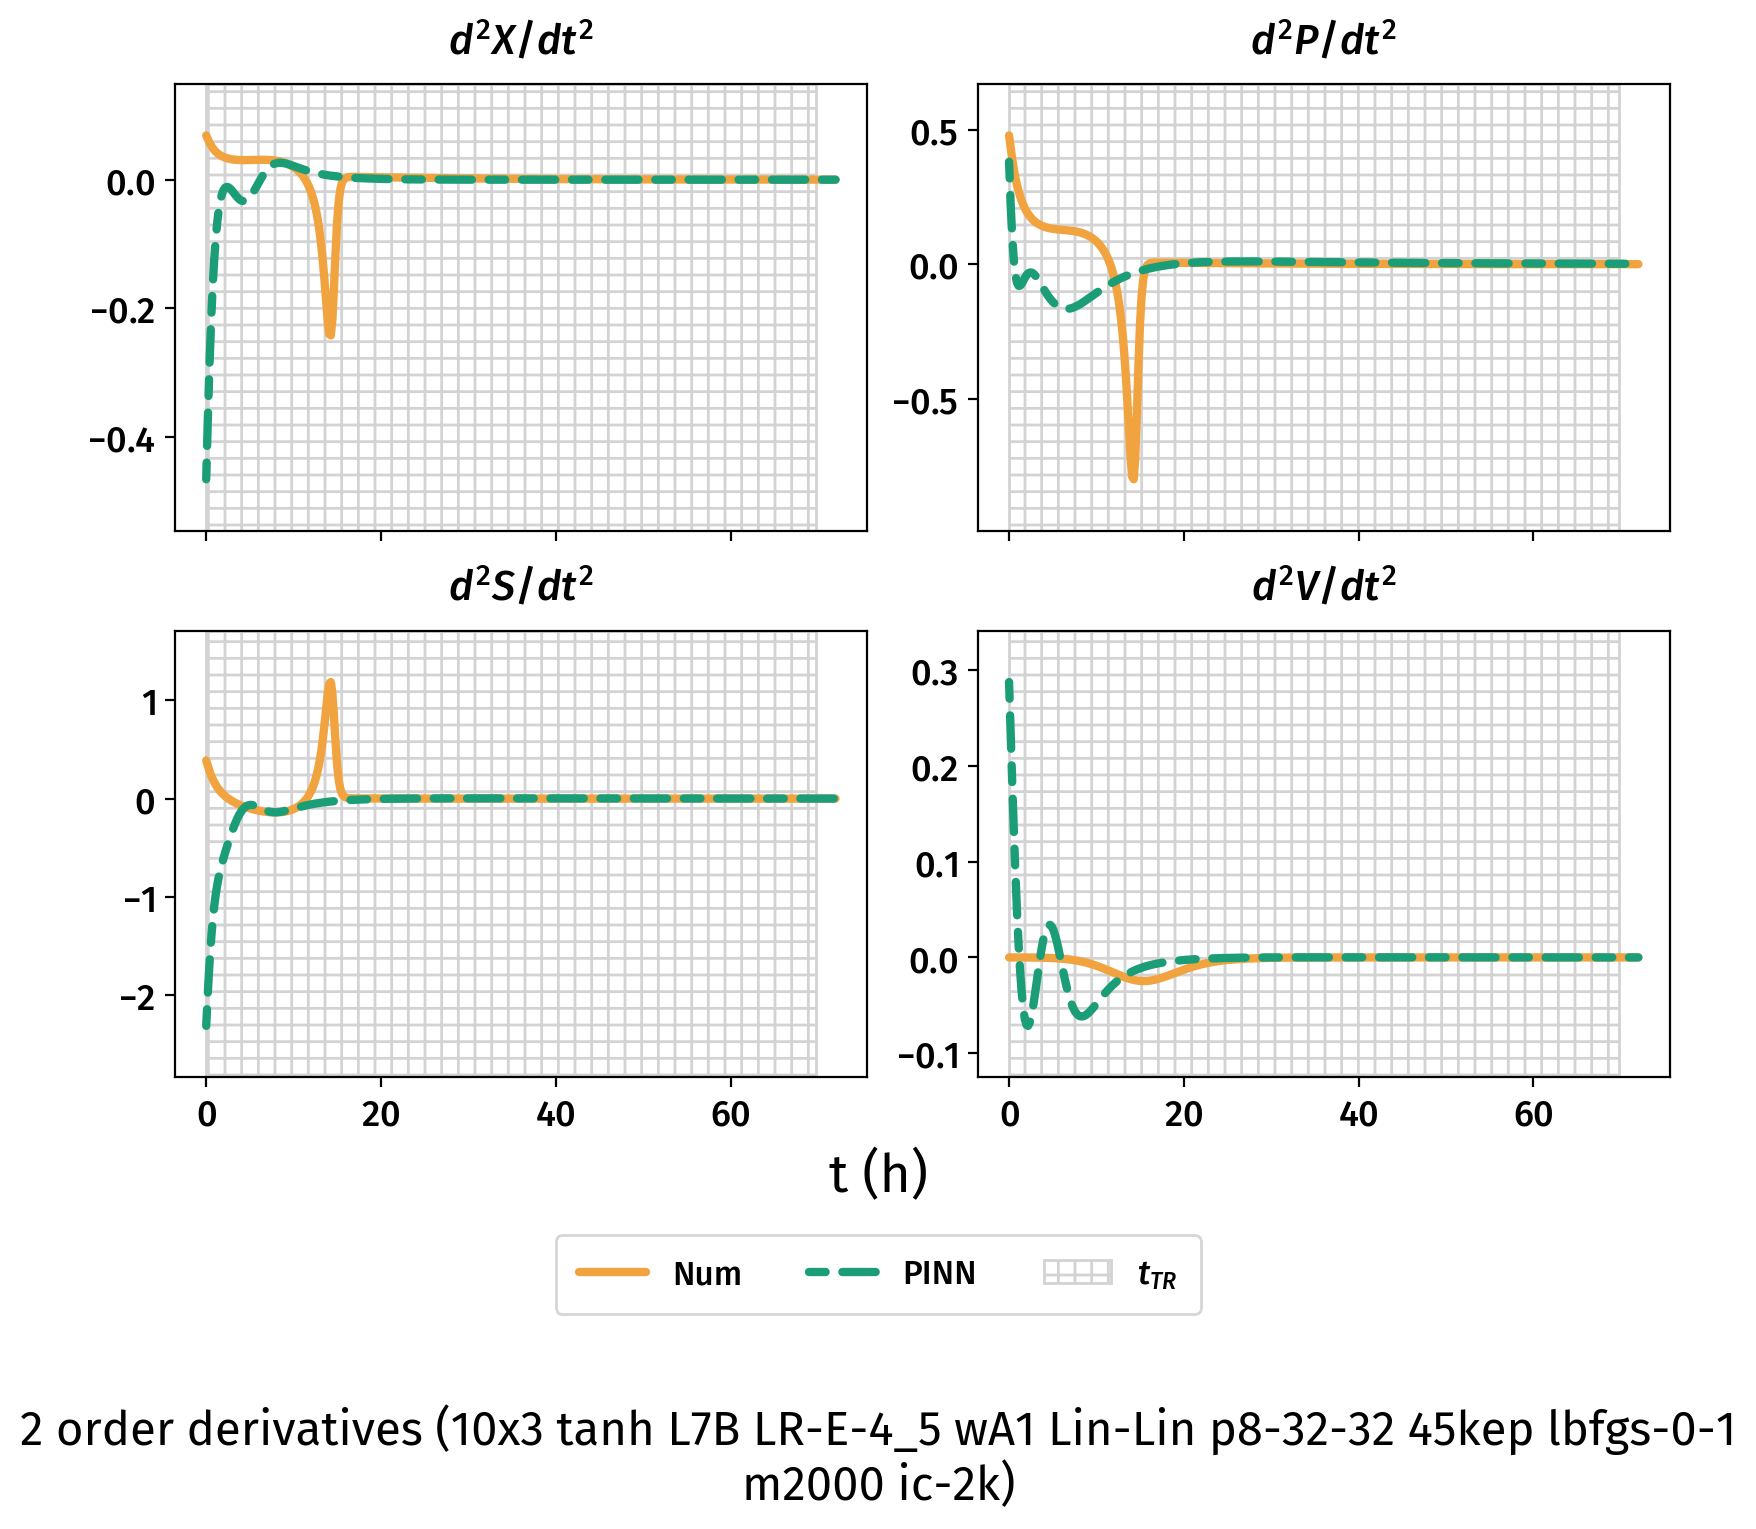 d²X/dt²
d²P/dt²
0.0
−0.2
−0.4
0.5
0.0
−0.5
d²S/dt²
d²V/dt²
1
0
−1
−2
0.3
0.2
0.1
0.0
−0.1
0 20 40 60
0 20 40 60
t (h)
Num PINN t_TR
2 order derivatives (10x3 tanh L7B LR-E-4_5 wA1 Lin-Lin p8-32-32 45kep lbfgs-0-1
m2000 ic-2k)